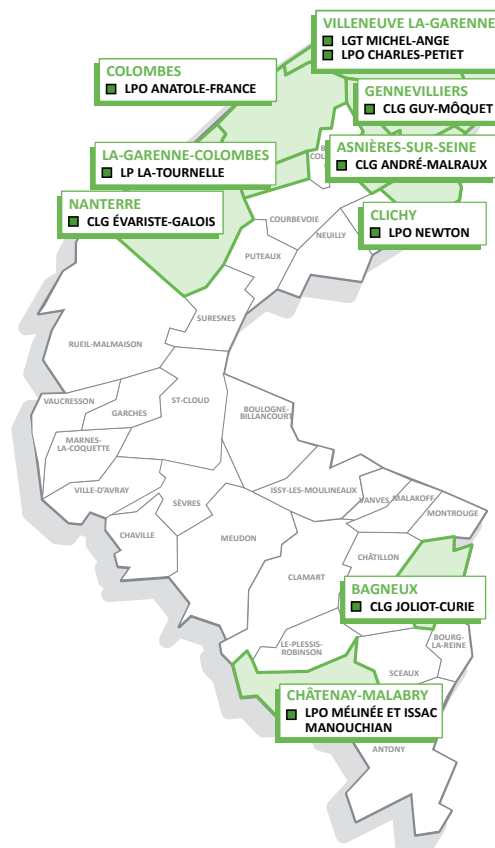 VILLENEUVE LA-GARENNE
LGT MICHEL-ANGE
LPO CHARLES-PETIET
COLOMBES
LPO ANATOLE-FRANCE
GENNEVILLIERS
CLG GUY-MÔQUET
ASNIÈRES-SUR-SEINE
CLG ANDRÉ-MALRAUX
LA-GARENNE-COLOMBES
LP LA-TOURNELLE
NANTERRE
CLG ÉVARISTE-GALOIS
CLICHY
LPO NEWTON
COURBEVOIE
NEUILLY
PUTEAUX
SURESNES
RUEIL-MALMAISON
VAUCRESSON
GARCHES
ST-CLOUD
BOULOGNE-
BILLANCOURT
MARNES-
LA-COQUETTE
VILLE-D'AVRAY
SÈVRES
ISSY-LES-MOULINEAUX
VANVES
MALAKOFF
MONTROUGE
CHAVILLE
MEUDON
CHÂTILLON
CLAMART
BAGNEUX
CLG JOLIOT-CURIE
BOURG-
LA-REINE
LE-PLESSIS-
ROBINSON
SCEAUX
CHÂTENAY-MALABRY
LPO MÉLINÉE ET ISSAC
MANOUCHIAN
ANTONY